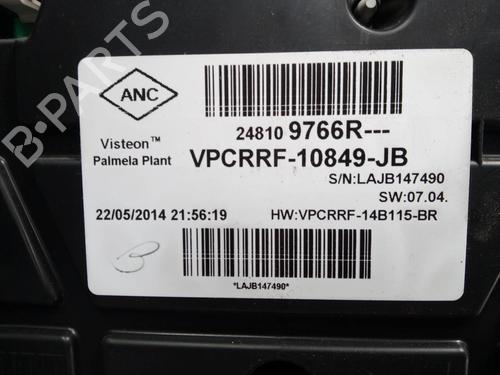 ANC
24810 9766R---
Visteon™
Palmela Plant
VPCRRF-10849-JB
S/N:LAJB147490
SW:07.04.
22/05/2014 21:56:19
HW:VPCRRF-14B115-BR
B
*LAJB147490*
B-PARTS